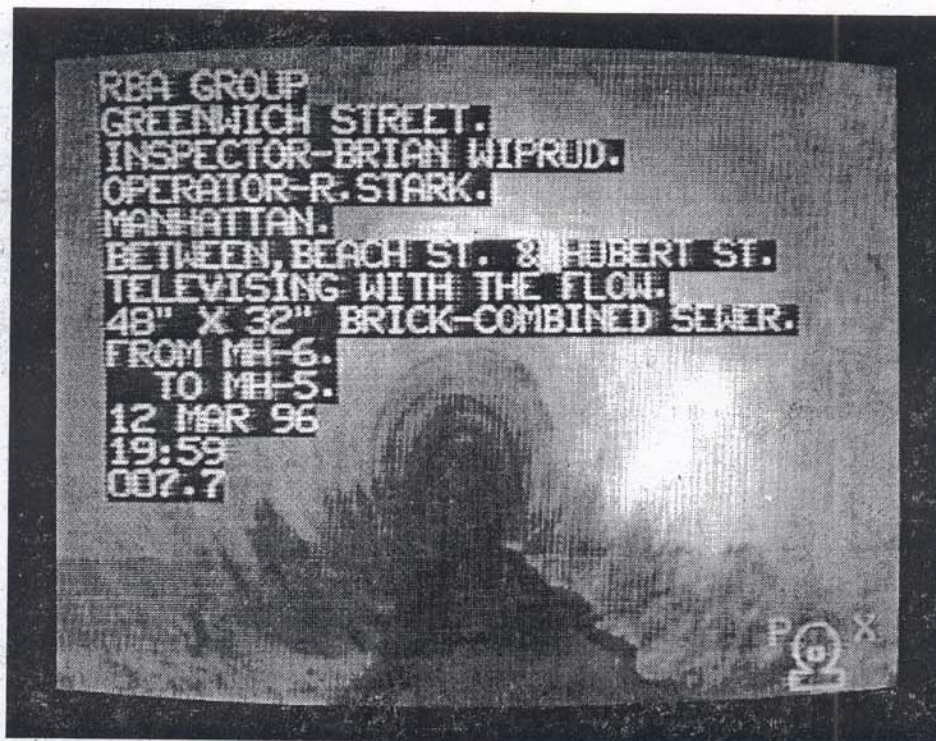 RBA GROUP
GREENWICH STREET.
INSPECTOR-BRIAN WIPRUD.
OPERATOR-R.STARK.
MANHATTAN.
BETWEEN,BEACH ST. & HUBERT ST.
TELEVISING WITH THE FLOW.
48" X 32" BRICK-COMBINED SEWER.
FROM MH-6.
TO MH-5.
12 MAR 96
19:59
007.7
P X